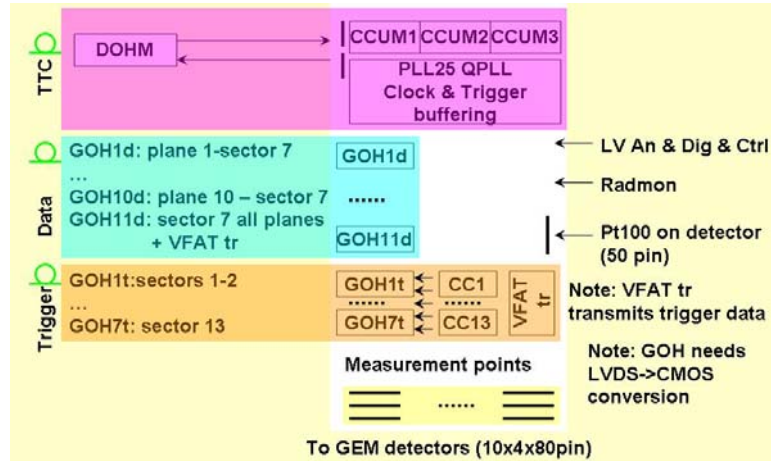 TTC
DOHM
CCUM1 CCUM2 CCUM3
PLL25 QPLL
Clock & Trigger
buffering
Data
GOH1d: plane 1-sector 7
...
GOH10d: plane 10 – sector 7
GOH11d: sector 7 all planes
+ VFAT tr
GOH1d
......
GOH11d
LV An & Dig & Ctrl
Radmon
Pt100 on detector
(50 pin)
Trigger
GOH1t:sectors 1-2
...
GOH7t: sector 13
GOH1t CC1
...... ......
GOH7t CC13
VFAT
tr
Note: VFAT tr
transmits trigger data
Note: GOH needs
LVDS->CMOS
conversion
Measurement points
......
To GEM detectors (10x4x80pin)